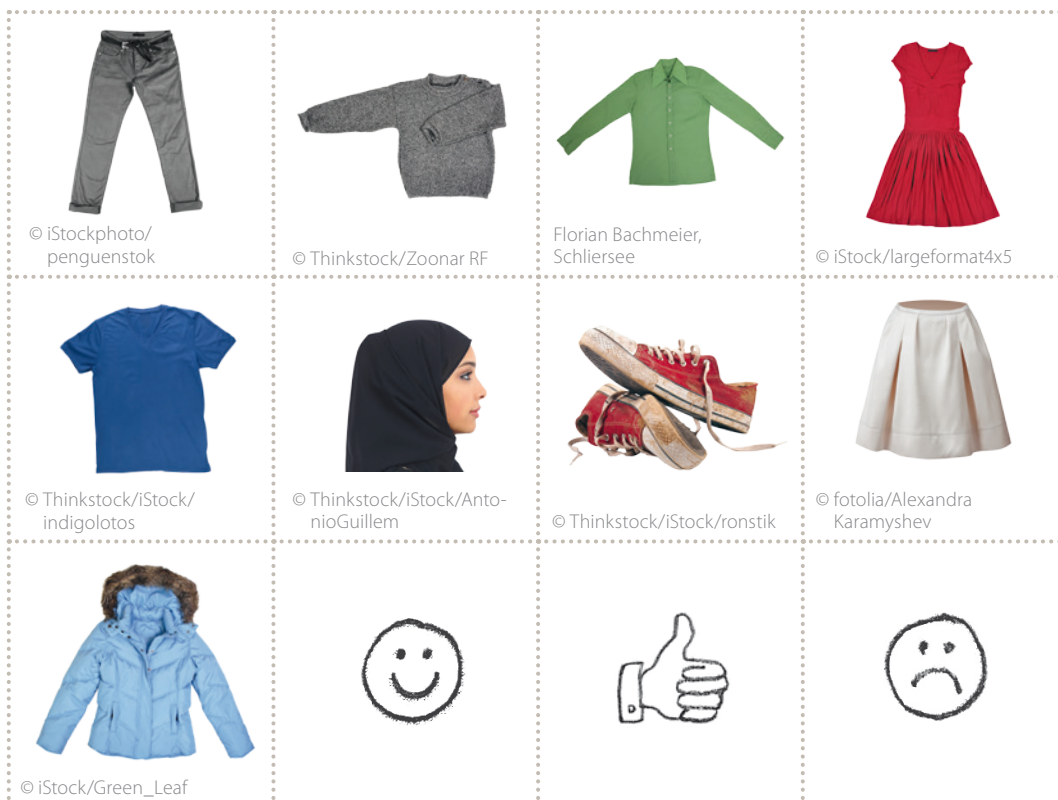 © iStockphoto/
penguenstok
© Thinkstock/Zoonar RF
Florian Bachmeier,
Schliersee
© iStock/largeformat4x5
© Thinkstock/iStock/
indigolotos
© Thinkstock/iStock/Anto-
nioGuillem
© Thinkstock/iStock/ronstik
© fotolia/Alexandra
Karamyshev
© iStock/Green_Leaf